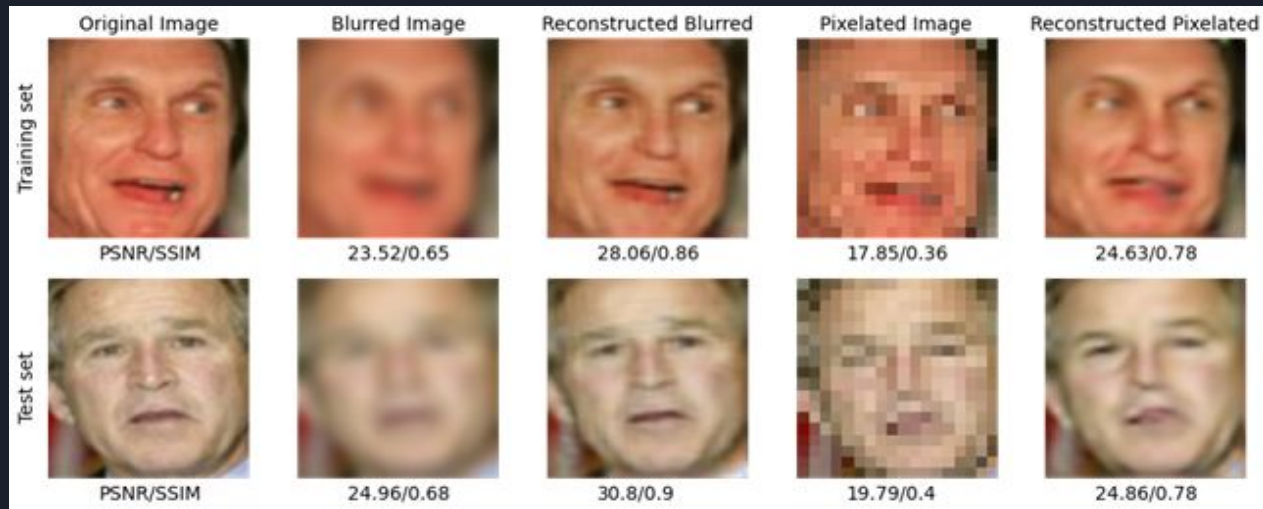 Original Image Blurred Image Reconstructed Blurred Pixelated Image Reconstructed Pixelated
Training set
PSNR/SSIM 23.52/0.65 28.06/0.86 17.85/0.36 24.63/0.78
Test set
PSNR/SSIM 24.96/0.68 30.8/0.9 19.79/0.4 24.86/0.78